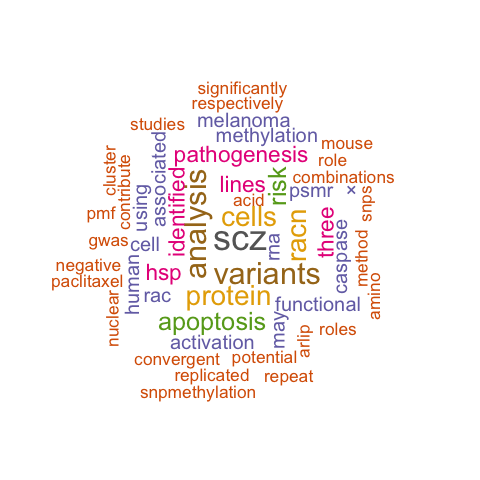 significantly
respectively
studies
melanoma
methylation
mouse
pathogenesis
role
cluster
contribute
associated
identified
analysis
lines
risk
combinations
acid
psmr
×
snps
using
cells
racn
three
pmf
gwas
cell
scz
ma
caspase
method
negative
paclitaxel
human
hsp
variants
amino
rac
protein
functional
nuclear
apoptosis
may
arlip
roles
activation
convergent
potential
replicated
repeat
snpmethylation